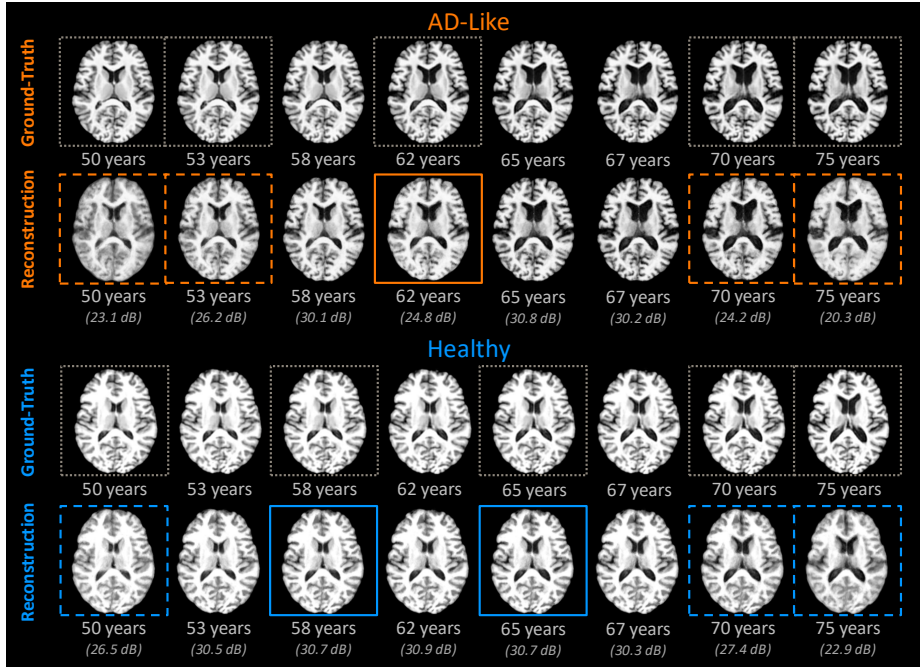 AD-Like
Ground-Truth
50 years 53 years 58 years 62 years 65 years 67 years 70 years 75 years
Reconstruction
50 years 53 years 58 years 62 years 65 years 67 years 70 years 75 years
(23.1 dB) (26.2 dB) (30.1 dB) (24.8 dB) (30.8 dB) (30.2 dB) (24.2 dB) (20.3 dB)
Healthy
Ground-Truth
50 years 53 years 58 years 62 years 65 years 67 years 70 years 75 years
Reconstruction
50 years 53 years 58 years 62 years 65 years 67 years 70 years 75 years
(26.5 dB) (30.5 dB) (30.7 dB) (30.9 dB) (30.7 dB) (30.3 dB) (27.4 dB) (22.9 dB)